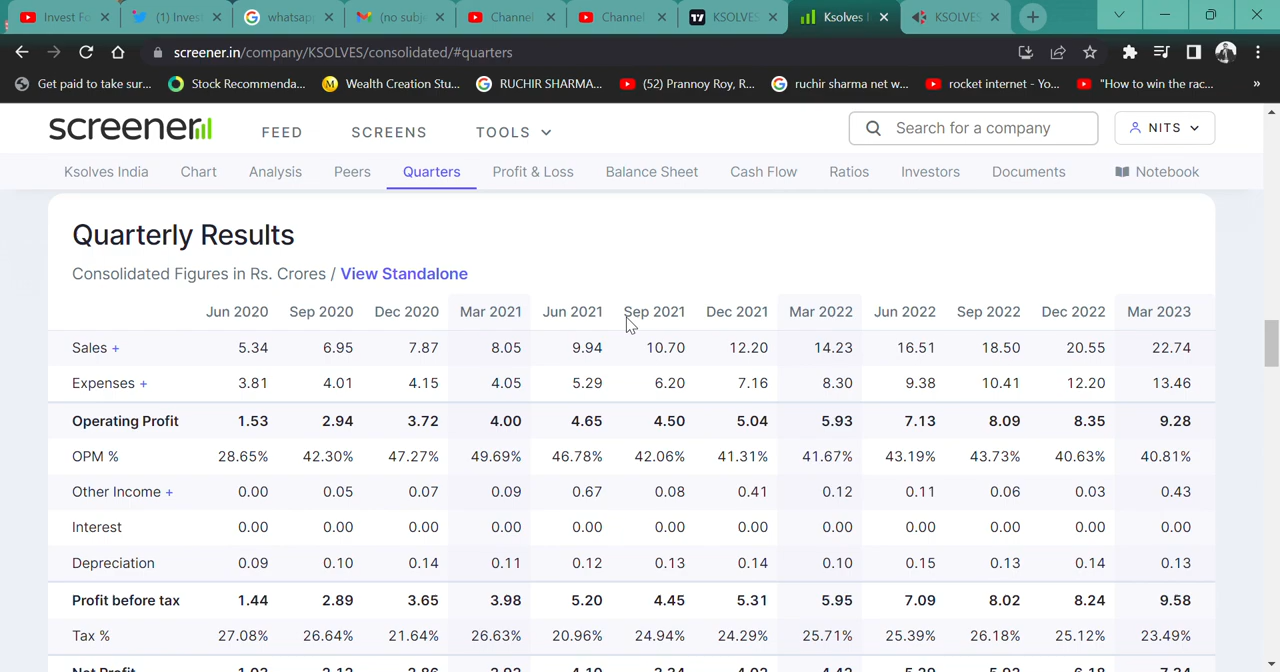 Invest Fo
(1) Invest
whatsapp
(no subje
Channel
Channel
KSOLVES
Ksolves I
KSOLVES
screener.in/company/KSOLVES/consolidated/#quarters
Get paid to take sur... Stock Recommenda... Wealth Creation Stu... RUCHIR SHARMA... (52) Prannoy Roy, R... ruchir sharma net w... rocket internet - Yo... "How to win the rac... »
screener FEED SCREENS TOOLS Search for a company NITS
Ksolves India Chart Analysis Peers Quarters Profit & Loss Balance Sheet Cash Flow Ratios Investors Documents Notebook
Quarterly Results
Consolidated Figures in Rs. Crores / View Standalone
Jun 2020 Sep 2020 Dec 2020 Mar 2021 Jun 2021 Sep 2021 Dec 2021 Mar 2022 Jun 2022 Sep 2022 Dec 2022 Mar 2023
Sales + 5.34 6.95 7.87 8.05 9.94 10.70 12.20 14.23 16.51 18.50 20.55 22.74
Expenses + 3.81 4.01 4.15 4.05 5.29 6.20 7.16 8.30 9.38 10.41 12.20 13.46
Operating Profit 1.53 2.94 3.72 4.00 4.65 4.50 5.04 5.93 7.13 8.09 8.35 9.28
OPM % 28.65% 42.30% 47.27% 49.69% 46.78% 42.06% 41.31% 41.67% 43.19% 43.73% 40.63% 40.81%
Other Income + 0.00 0.05 0.07 0.09 0.67 0.08 0.41 0.12 0.11 0.06 0.03 0.43
Interest 0.00 0.00 0.00 0.00 0.00 0.00 0.00 0.00 0.00 0.00 0.00 0.00
Depreciation 0.09 0.10 0.14 0.11 0.12 0.13 0.14 0.10 0.15 0.13 0.14 0.13
Profit before tax 1.44 2.89 3.65 3.98 5.20 4.45 5.31 5.95 7.09 8.02 8.24 9.58
Tax % 27.08% 26.64% 21.64% 26.63% 20.96% 24.94% 24.29% 25.71% 25.39% 26.18% 25.12% 23.49%
Net Profit